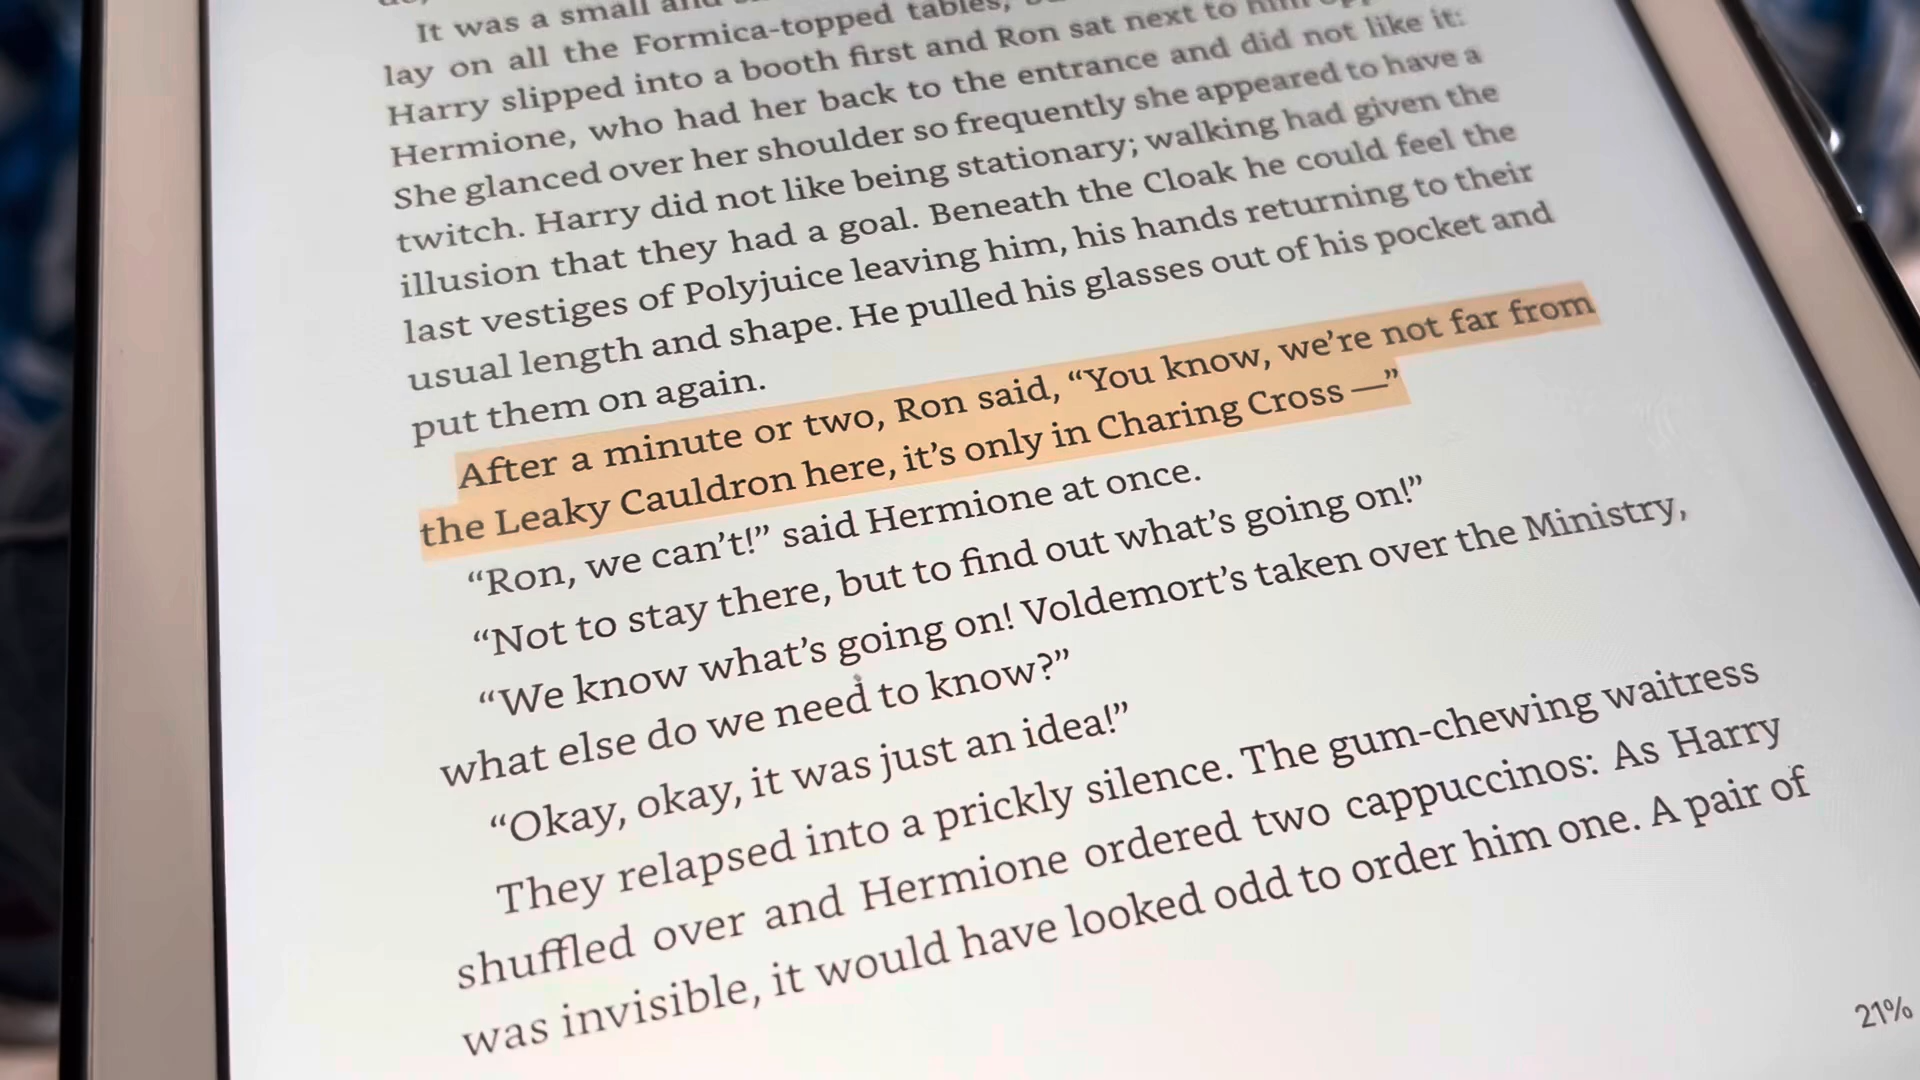 It was a small and
lay on all the Formica-topped tables,
Harry slipped into a booth first and Ron sat next to him
Hermione, who had her back to the entrance and did not like it:
She glanced over her shoulder so frequently she appeared to have a
twitch. Harry did not like being stationary; walking had given the
illusion that they had a goal. Beneath the Cloak he could feel the
last vestiges of Polyjuice leaving him, his hands returning to their
usual length and shape. He pulled his glasses out of his pocket and
put them on again.
After a minute or two, Ron said, “You know, we’re not far from
the Leaky Cauldron here, it’s only in Charing Cross —”
“Ron, we can’t!” said Hermione at once.
“Not to stay there, but to find out what’s going on!”
“We know what’s going on! Voldemort’s taken over the Ministry,
what else do we need to know?”
“Okay, okay, it was just an idea!”
They relapsed into a prickly silence. The gum-chewing waitress
shuffled over and Hermione ordered two cappuccinos: As Harry
was invisible, it would have looked odd to order him one. A pair of
21%